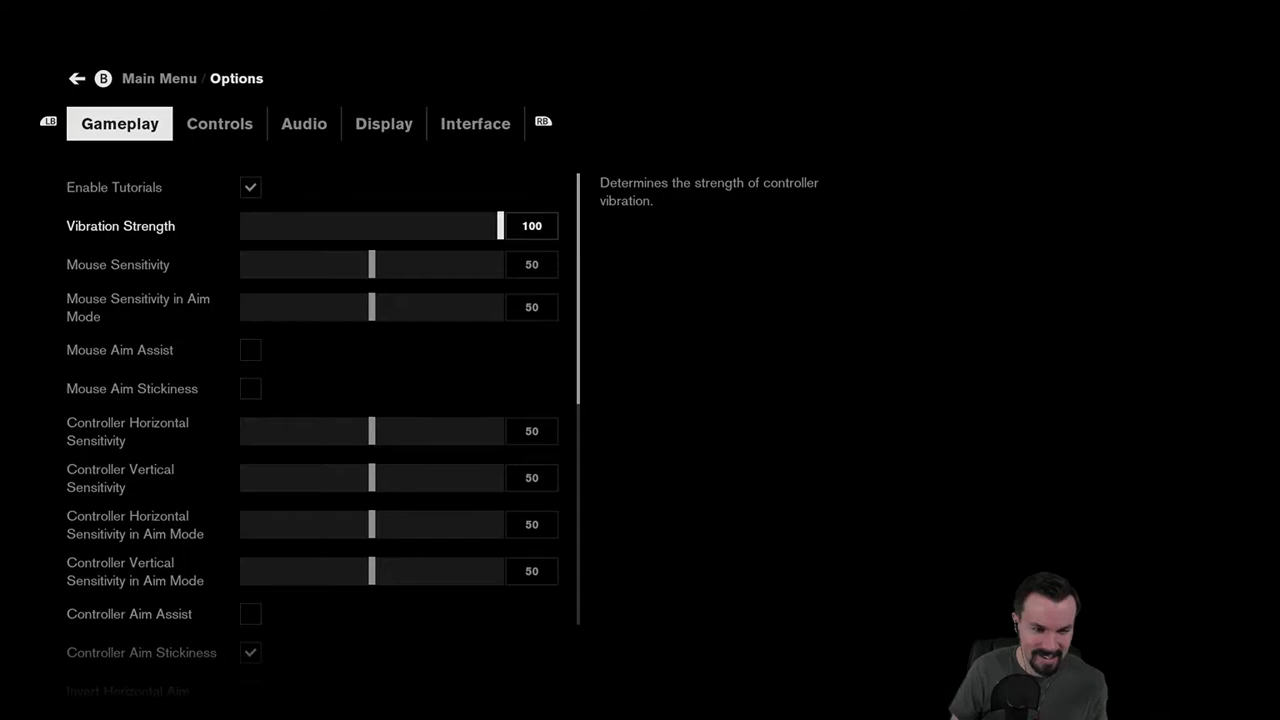 B Main Menu / Options
LB Gameplay Controls Audio Display Interface RB
Enable Tutorials
Determines the strength of controller
vibration.
Vibration Strength 100
Mouse Sensitivity 50
Mouse Sensitivity in Aim
Mode 50
Mouse Aim Assist
Mouse Aim Stickiness
Controller Horizontal
Sensitivity 50
Controller Vertical
Sensitivity 50
Controller Horizontal
Sensitivity in Aim Mode 50
Controller Vertical
Sensitivity in Aim Mode 50
Controller Aim Assist
Controller Aim Stickiness
Invert Horizontal Aim